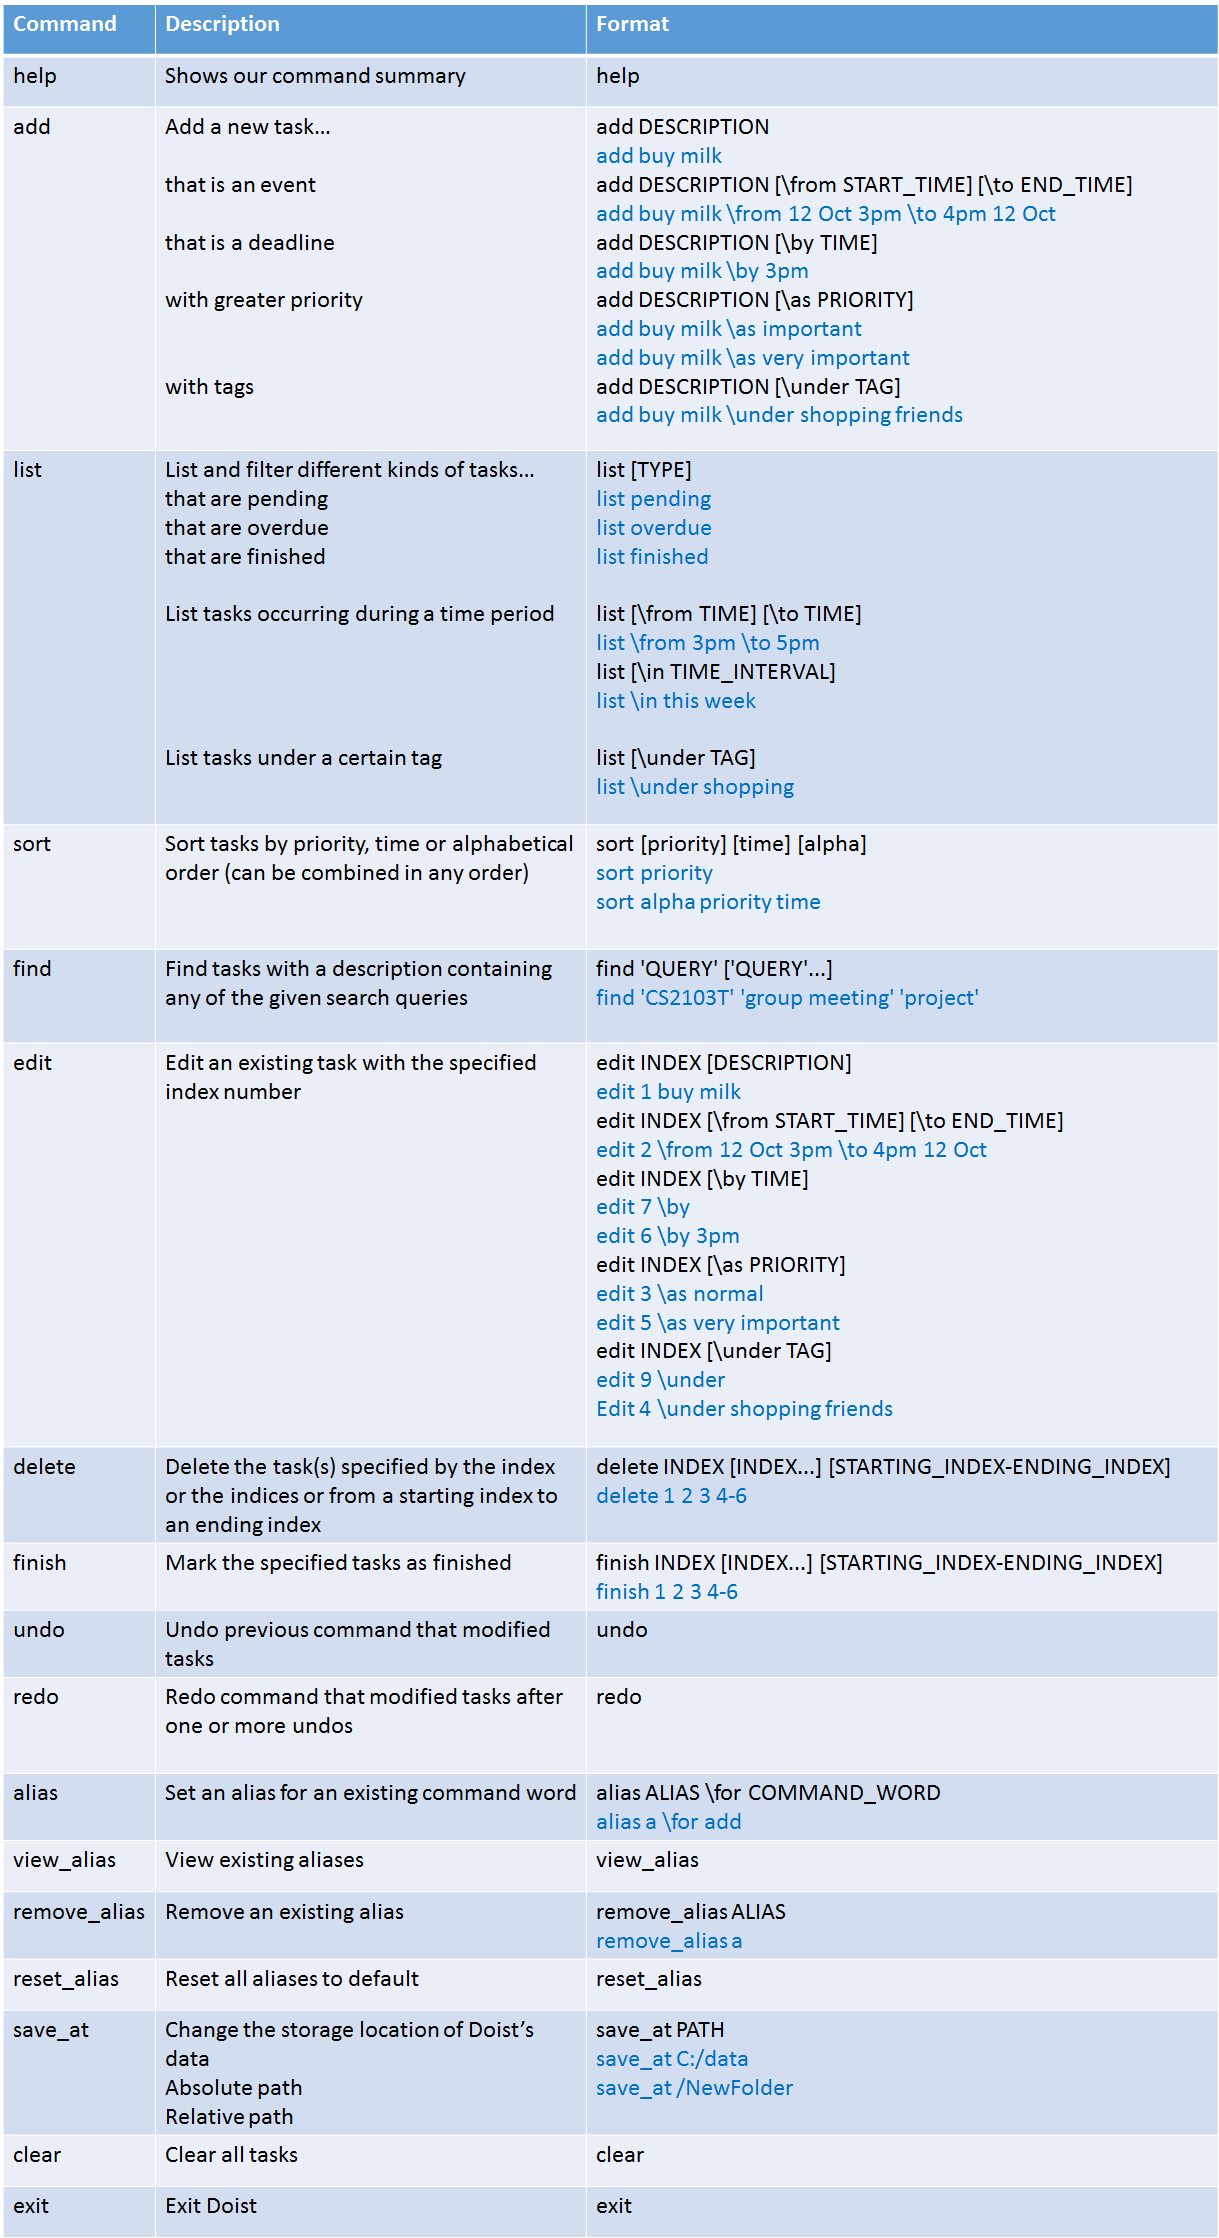 Command Description Format
help Shows our command summary help
add Add a new task... add DESCRIPTION
add buy milk
that is an event add DESCRIPTION [\from START_TIME] [\to END_TIME]
add buy milk \from 12 Oct 3pm \to 4pm 12 Oct
that is a deadline add DESCRIPTION [\by TIME]
add buy milk \by 3pm
with greater priority add DESCRIPTION [\as PRIORITY]
add buy milk \as important
add buy milk \as very important
with tags add DESCRIPTION [\under TAG]
add buy milk \under shopping friends
list List and filter different kinds of tasks... list [TYPE]
that are pending list pending
that are overdue list overdue
that are finished list finished
List tasks occurring during a time period list [\from TIME] [\to TIME]
list \from 3pm \to 5pm
list [\in TIME_INTERVAL]
list \in this week
List tasks under a certain tag list [\under TAG]
list \under shopping
sort Sort tasks by priority, time or alphabetical sort [priority] [time] [alpha]
order (can be combined in any order) sort priority
sort alpha priority time
find Find tasks with a description containing find 'QUERY' ['QUERY'...]
any of the given search queries find 'CS2103T' 'group meeting' 'project'
edit Edit an existing task with the specified edit INDEX [DESCRIPTION]
index number edit 1 buy milk
edit INDEX [\from START_TIME] [\to END_TIME]
edit 2 \from 12 Oct 3pm \to 4pm 12 Oct
edit INDEX [\by TIME]
edit 7 \by
edit 6 \by 3pm
edit INDEX [\as PRIORITY]
edit 3 \as normal
edit 5 \as very important
edit INDEX [\under TAG]
edit 9 \under
Edit 4 \under shopping friends
delete Delete the task(s) specified by the index delete INDEX [INDEX...] [STARTING_INDEX-ENDING_INDEX]
or the indices or from a starting index to delete 1 2 3 4-6
an ending index
finish Mark the specified tasks as finished finish INDEX [INDEX...] [STARTING_INDEX-ENDING_INDEX]
finish 1 2 3 4-6
undo Undo previous command that modified undo
tasks
redo Redo command that modified tasks after redo
one or more undos
alias Set an alias for an existing command word alias ALIAS \for COMMAND_WORD
alias a \for add
view_alias View existing aliases view_alias
remove_alias Remove an existing alias remove_alias ALIAS
remove_alias a
reset_alias Reset all aliases to default reset_alias
save_at Change the storage location of Doist’s save_at PATH
data save_at C:/data
Absolute path save_at /NewFolder
Relative path
clear Clear all tasks clear
exit Exit Doist exit